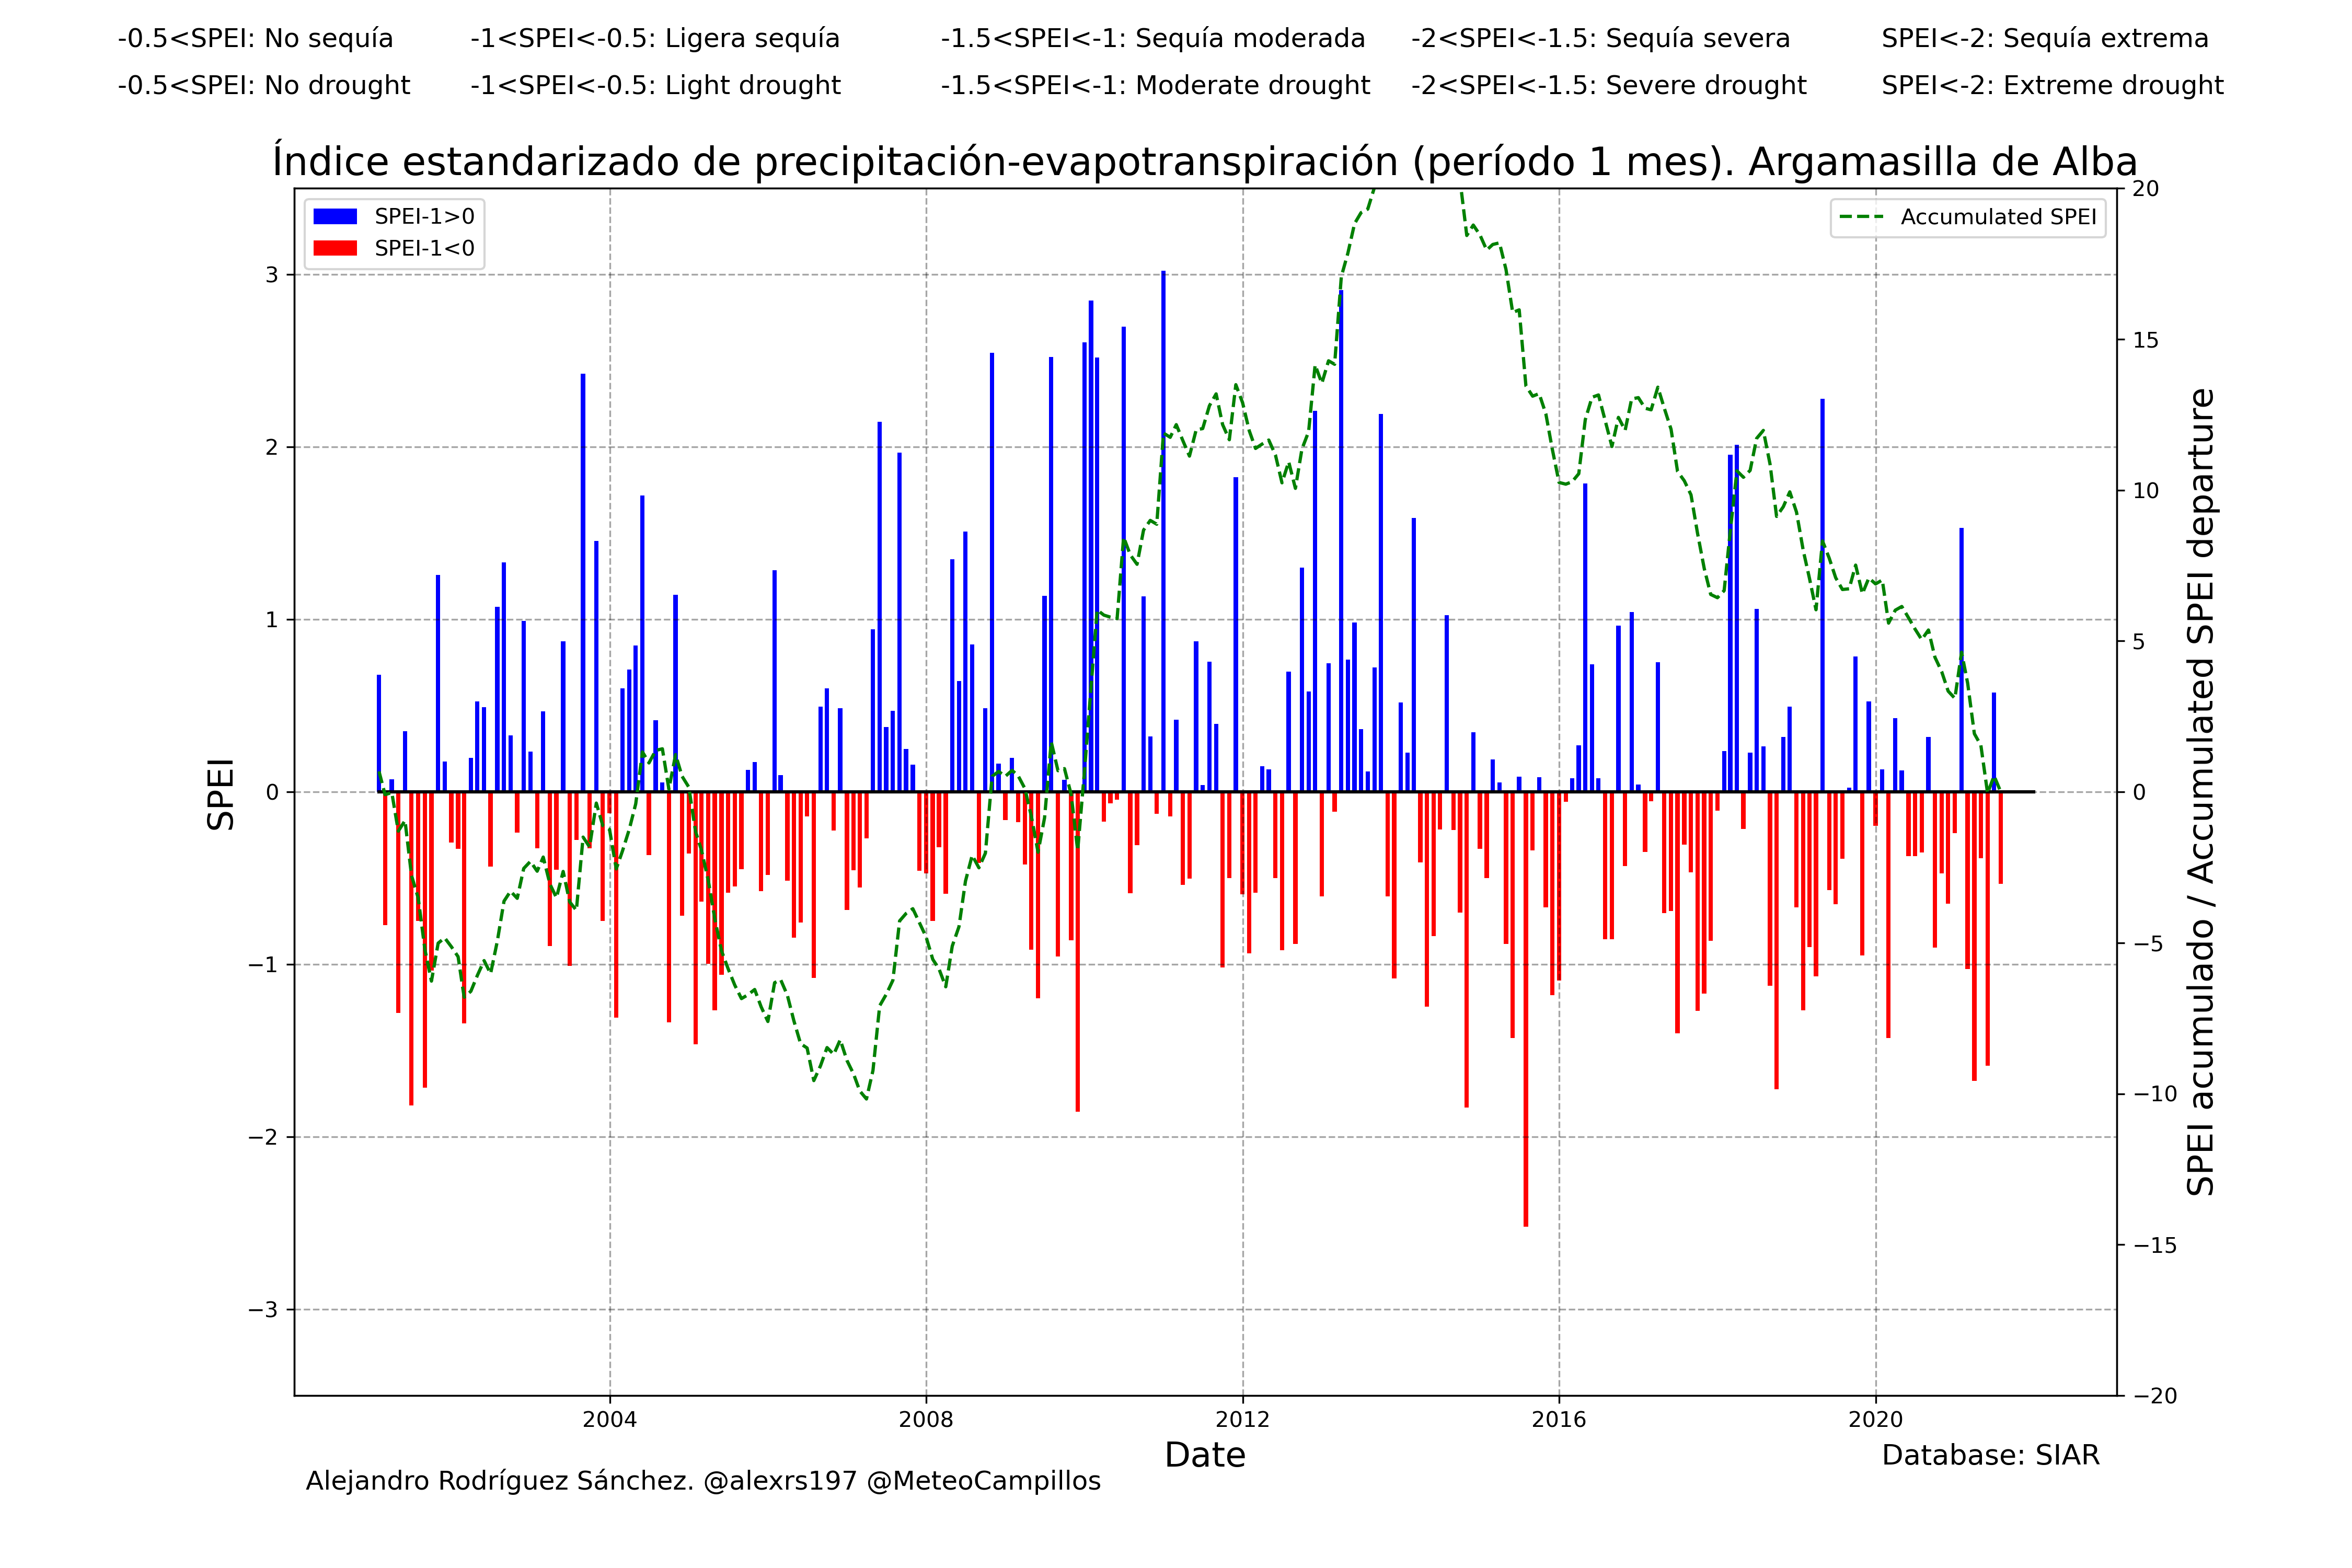 -0.5<SPEI: No sequía -1<SPEI<-0.5: Ligera sequía -1.5<SPEI<-1: Sequía moderada -2<SPEI<-1.5: Sequía severa SPEI<-2: Sequía extrema
-0.5<SPEI: No drought -1<SPEI<-0.5: Light drought -1.5<SPEI<-1: Moderate drought -2<SPEI<-1.5: Severe drought SPEI<-2: Extreme drought
Índice estandarizado de precipitación-evapotranspiración (período 1 mes). Argamasilla de Alba
SPEI-1>0
SPEI-1<0
Accumulated SPEI
3
2
1
0
−1
−2
−3
SPEI
20
15
10
5
0
−5
−10
−15
−20
SPEI acumulado / Accumulated SPEI departure
2004 2008 2012 2016 2020
Date
Database: SIAR
Alejandro Rodríguez Sánchez. @alexrs197 @MeteoCampillos